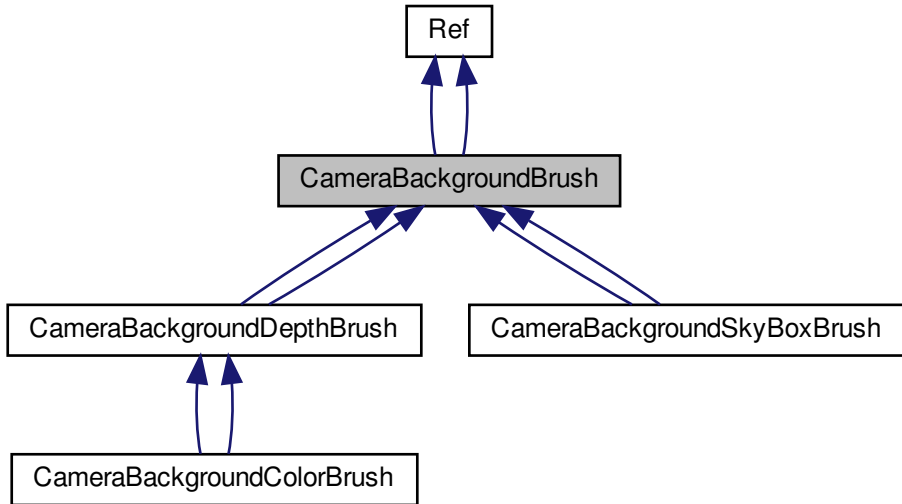 Ref
CameraBackgroundBrush
CameraBackgroundDepthBrush
CameraBackgroundSkyBoxBrush
CameraBackgroundColorBrush